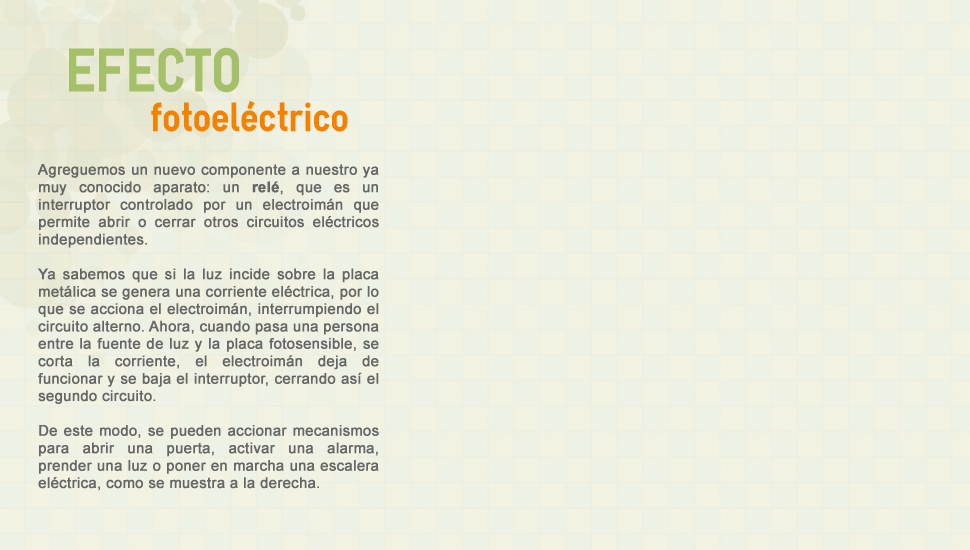 EFECTO
fotoeléctrico
Agreguemos un nuevo componente a nuestro ya
muy conocido aparato: un relé, que es un
interruptor controlado por un electroimán que
permite abrir o cerrar otros circuitos eléctricos
independientes.
Ya sabemos que si la luz incide sobre la placa
metálica se genera una corriente eléctrica, por lo
que se acciona el electroimán, interrumpiendo el
circuito alterno. Ahora, cuando pasa una persona
entre la fuente de luz y la placa fotosensible, se
corta la corriente, el electroimán deja de
funcionar y se baja el interruptor, cerrando así el
segundo circuito.
De este modo, se pueden accionar mecanismos
para abrir una puerta, activar una alarma,
prender una luz o poner en marcha una escalera
eléctrica, como se muestra a la derecha.